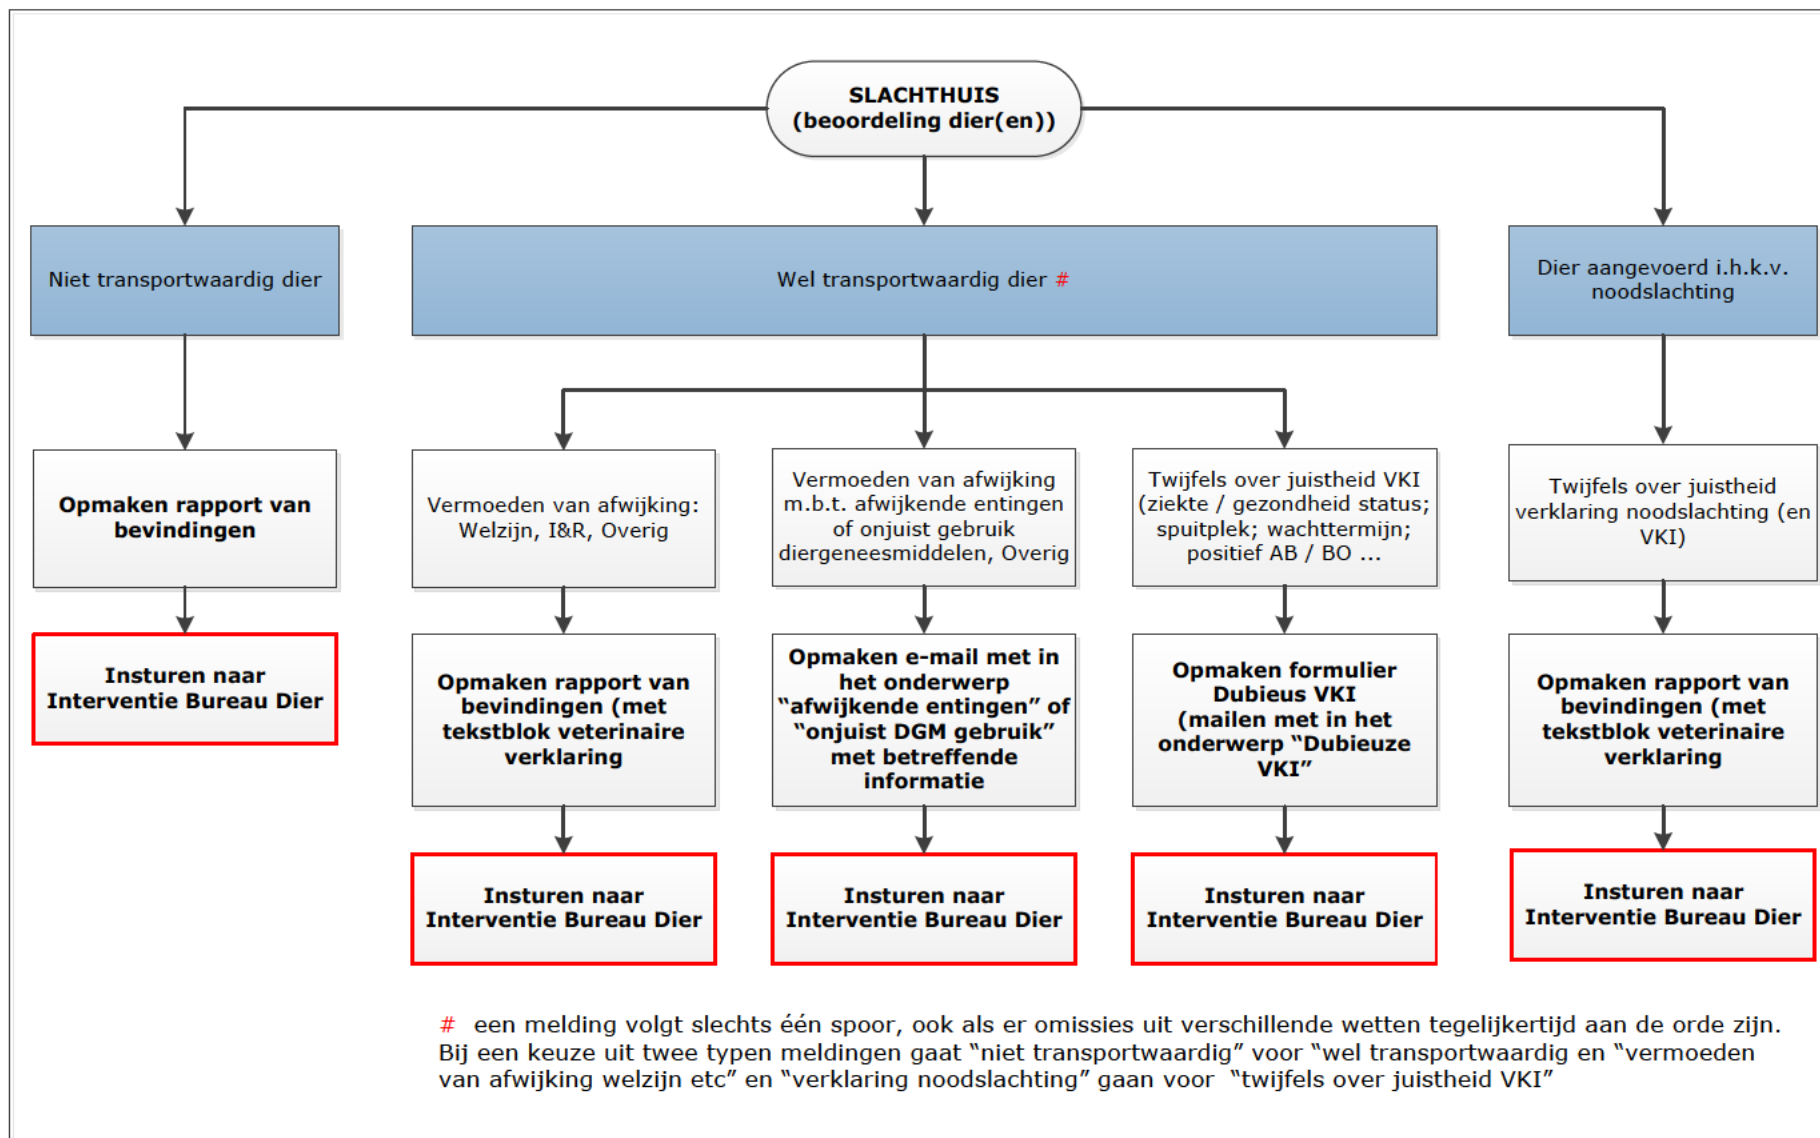 SLACHTHUIS
(beoordeling dier(en))
Niet transportwaardig dier
Wel transportwaardig dier #
Dier aangevoerd i.h.k.v.
noodslachting
Opmaken rapport van
bevindingen
Vermoeden van afwijking:
Welzijn, I&R, Overig
Vermoeden van afwijking
m.b.t. afwijkende entingen
of onjuist gebruik
diergeneesmiddelen, Overig
Twijfels over juistheid VKI
(ziekte / gezondheid status;
spuitplek; wachttermijn;
positief AB / BO ...
Twijfels over juistheid
verklaring noodslachting (en
VKI)
Insturen naar
Interventie Bureau Dier
Opmaken rapport van
bevindingen (met
tekstblok veterinaire
verklaring
Opmaken e-mail met in
het onderwerp
“afwijkende entingen” of
“onjuist DGM gebruik”
met betreffende
informatie
Opmaken formulier
Dubieus VKI
(mailen met in het
onderwerp “Dubieuze
VKI”
Opmaken rapport van
bevindingen (met
tekstblok veterinaire
verklaring
Insturen naar
Interventie Bureau Dier
Insturen naar
Interventie Bureau Dier
Insturen naar
Interventie Bureau Dier
Insturen naar
Interventie Bureau Dier
# een melding volgt slechts één spoor, ook als er omissies uit verschillende wetten tegelijkertijd aan de orde zijn.
Bij een keuze uit twee typen meldingen gaat “niet transportwaardig” voor “wel transportwaardig en “vermoeden
van afwijking welzijn etc” en “verklaring noodslachting” gaan voor “twijfels over juistheid VKI”